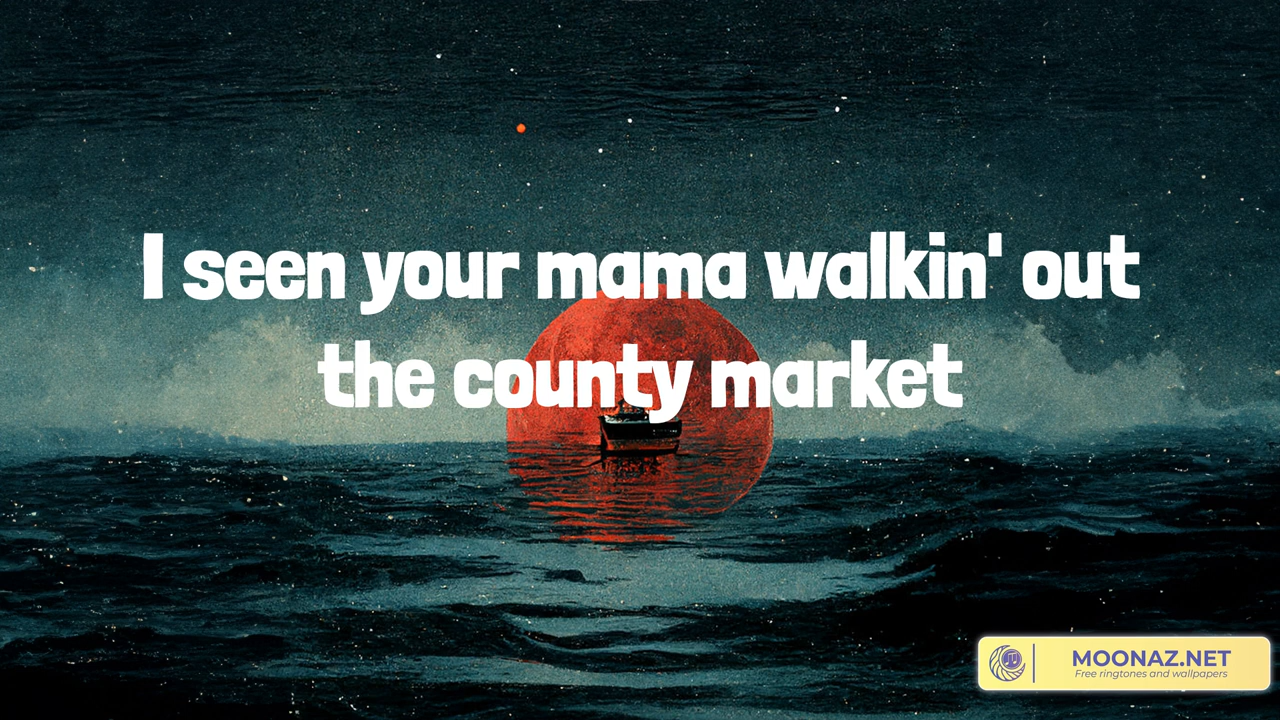 I seen your mama walkin' out
the county market
MOONAZ.NET
Free ringtones and wallpapers